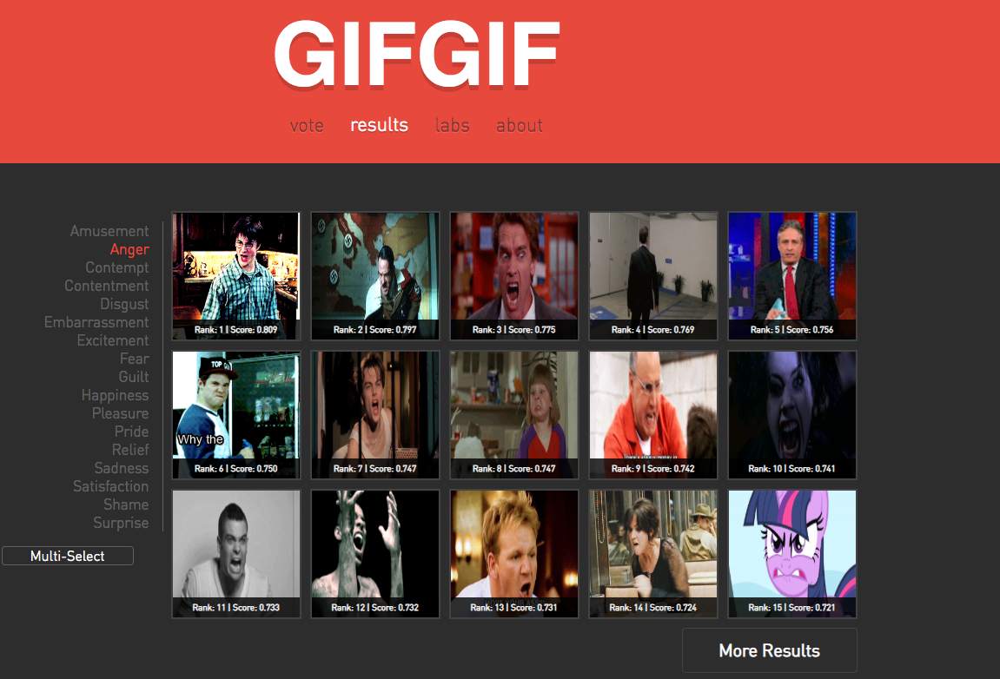 GIFGIF
vote results labs about
Amusement
Anger
Contempt
Contentment
Disgust
Embarrassment
Excitement
Fear
Guilt
Happiness
Pleasure
Pride
Relief
Sadness
Satisfaction
Shame
Surprise
Multi-Select
Rank: 1 | Score: 0.809
Rank: 2 | Score: 0.797
Rank: 3 | Score: 0.775
Rank: 4 | Score: 0.769
Rank: 5 | Score: 0.756
TOP
Why the
Rank: 6 | Score: 0.750
Rank: 7 | Score: 0.747
Rank: 8 | Score: 0.747
Rank: 9 | Score: 0.742
Rank: 10 | Score: 0.741
Rank: 11 | Score: 0.733
Rank: 12 | Score: 0.732
Rank: 13 | Score: 0.731
Rank: 14 | Score: 0.724
Rank: 15 | Score: 0.721
More Results